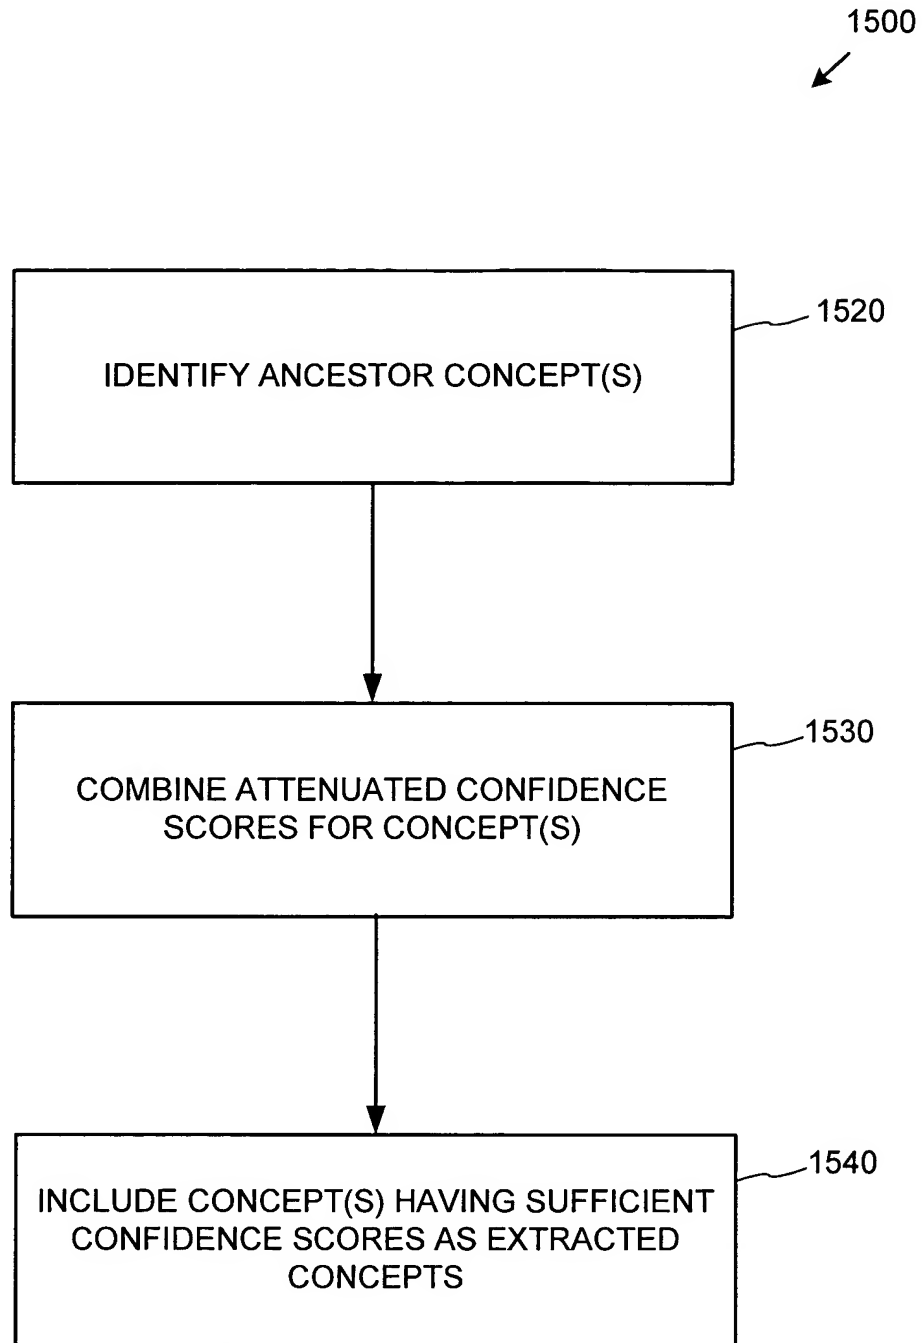 1500
1520
IDENTIFY ANCESTOR CONCEPT(S)
1530
COMBINE ATTENUATED CONFIDENCE
SCORES FOR CONCEPT(S)
1540
INCLUDE CONCEPT(S) HAVING SUFFICIENT
CONFIDENCE SCORES AS EXTRACTED
CONCEPTS